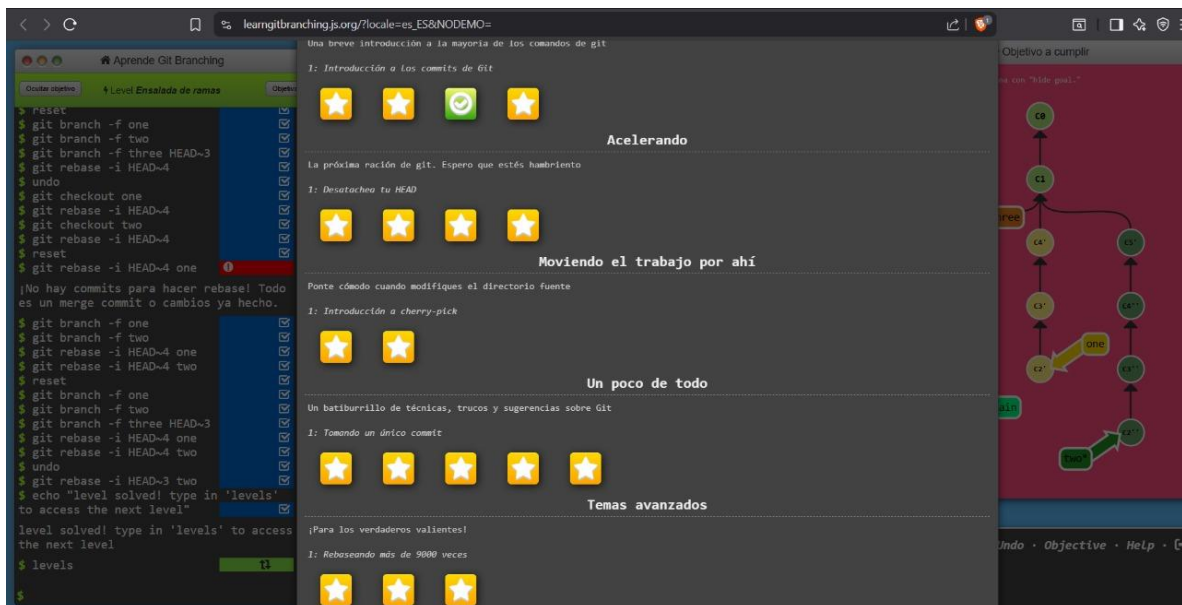 learngitbranching.js.org/?locale=es_ES&NODEMO=
Aprende Git Branching
Ocultar objetivo
Level Ensalada de ramas
$ reset
$ git branch -f one
$ git branch -f two
$ git branch -f three HEAD~3
$ git rebase -i HEAD~4
$ undo
$ git checkout one
$ git rebase -i HEAD~4
$ git checkout two
$ git rebase -i HEAD~4
$ reset
$ git rebase -i HEAD~4 one
¡No hay commits para hacer rebase! Todo
es un merge commit o cambios ya hecho.
$ git branch -f one
$ git branch -f two
$ git rebase -i HEAD~4 one
$ git rebase -i HEAD~4 two
$ reset
$ git branch -f one
$ git branch -f two
$ git branch -f three HEAD~3
$ git rebase -i HEAD~4 one
$ git rebase -i HEAD~4 two
$ undo
$ git rebase -i HEAD~3 two
$ echo "level solved! type in 'levels'
to access the next level"
level solved! type in 'levels' to access
the next level
$ levels
$
Una breve introducción a la mayoría de los comandos de git
1: Introducción a los commits de Git
Acelerando
La próxima ración de git. Espero que estés hambriento
1: Desatachea tu HEAD
Moviendo el trabajo por ahí
Ponte cómodo cuando modifiques el directorio fuente
1: Introducción a cherry-pick
Un poco de todo
Un batiburrillo de técnicas, trucos y sugerencias sobre Git
1: Tomando un único commit
Temas avanzados
¡Para los verdaderos valientes!
1: Rebaseando más de 9000 veces
Objetivo a cumplir
con "hide goal."
C0
C1
C4'
C5'
C3'
C4''
one
C2'
C3''
C2''
two*
Undo · Objective · Help ·